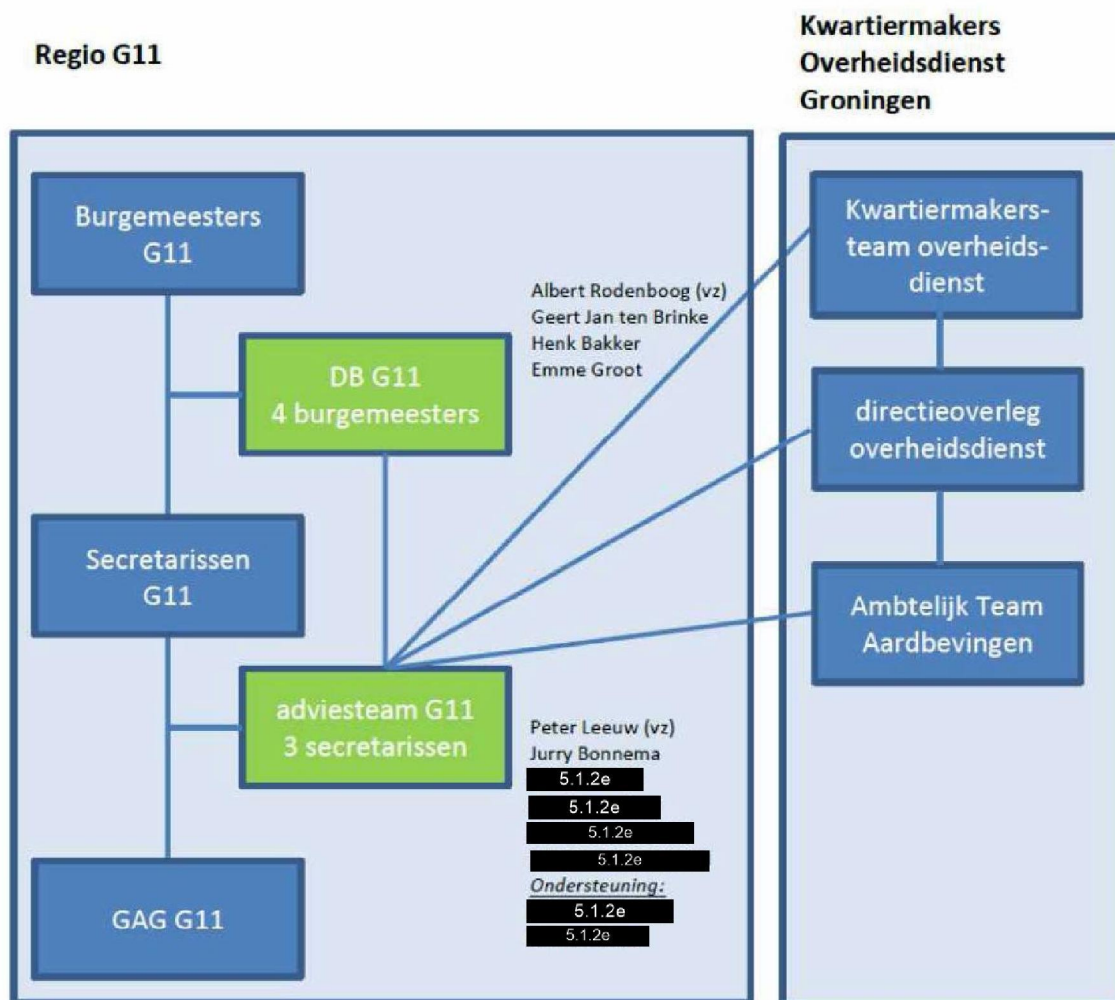 Regio G11
Kwartiermakers
Overheidsdienst
Groningen
Burgemeesters
G11
DB G11
4 burgemeesters
Albert Rodenboog (vz)
Geert Jan ten Brinke
Henk Bakker
Emme Groot
Secretarissen
G11
adviesteam G11
3 secretarissen
Peter Leeuw (vz)
Jurry Bonnema
5.1.2e
5.1.2e
5.1.2e
5.1.2e
Ondersteuning:
5.1.2e
5.1.2e
GAG G11
Kwartiermakers-
team overheids-
dienst
directieoverleg
overheidsdienst
Ambtelijk Team
Aardbevingen